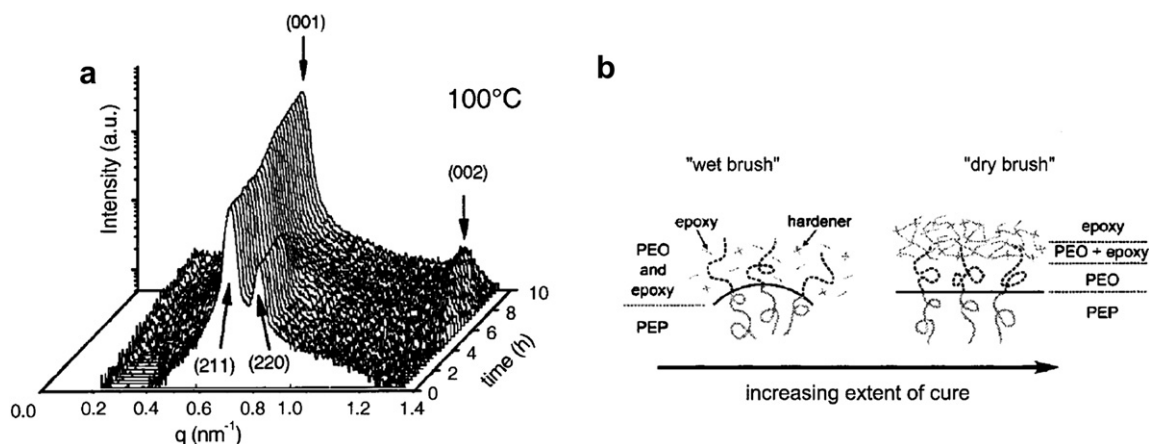 a
(001)
100°C
(002)
Intensity (a.u.)
(211)
(220)
0.0
0.2
0.4
0.6
0.8
1.0
1.2
1.4
q (nm⁻¹)
0
2
4
6
8
10
time (h)
b
"wet brush"
"dry brush"
epoxy
hardener
PEO
and
epoxy
PEP
epoxy
PEO + epoxy
PEO
PEP
increasing extent of cure